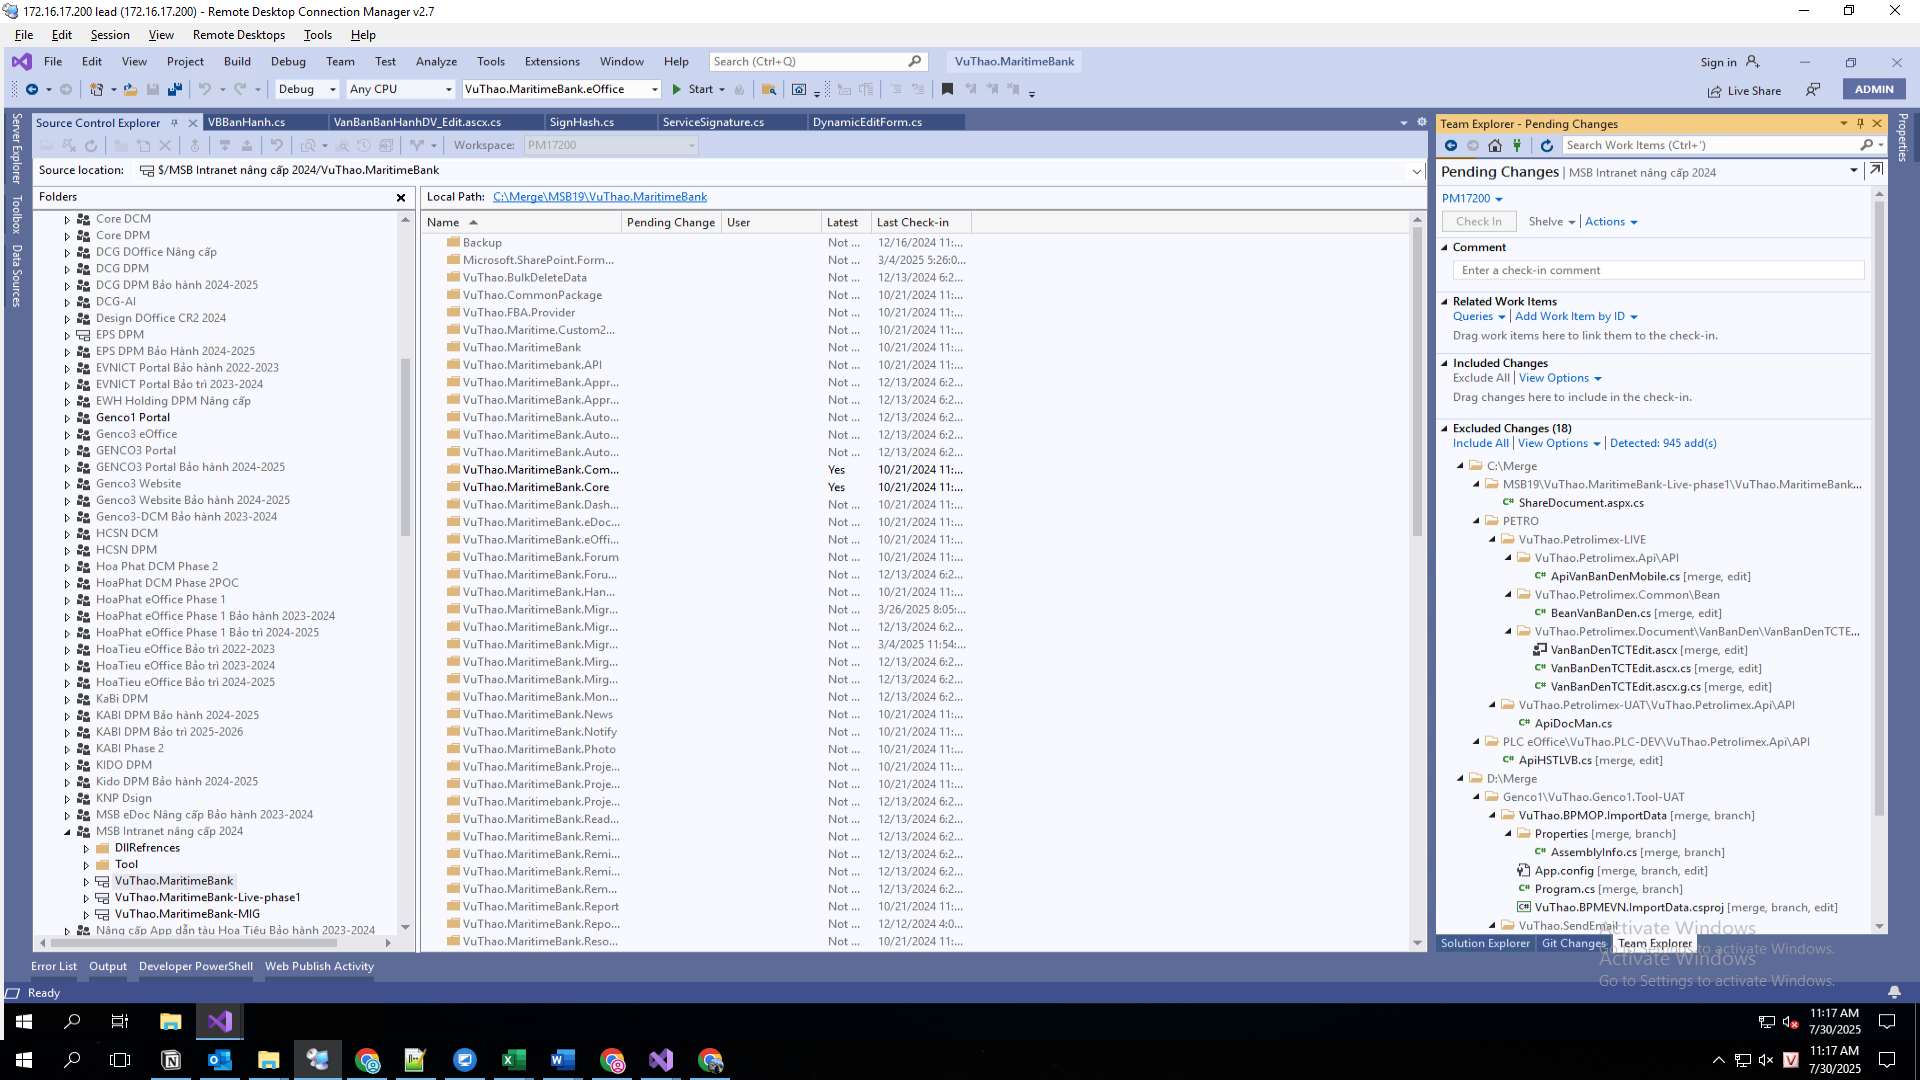 172.16.17.200 lead (172.16.17.200) - Remote Desktop Connection Manager v2.7
File Edit Session View Remote Desktops Tools Help
File Edit View Project Build Debug Team Test Analyze Tools Extensions Window Help Search (Ctrl+Q) VuThao.MaritimeBank Sign in
Debug Any CPU VuThao.MaritimeBank.eOffice Start Live Share ADMIN
Server Explorer
Toolbox
Data Sources
Source Control Explorer VBBanHanh.cs VanBanBanHanhDV_Edit.ascx.cs SignHash.cs ServiceSignature.cs DynamicEditForm.cs
Workspace: PM17200
Source location: $/MSB Intranet nâng cấp 2024/VuThao.MaritimeBank
Folders
Core DCM
Core DPM
DCG DOffice Nâng cấp
DCG DPM
DCG DPM Bảo hành 2024-2025
DCG-AI
Design DOffice CR2 2024
EPS DPM
EPS DPM Bảo Hành 2024-2025
EVNICT Portal Bảo hành 2022-2023
EVNICT Portal Bảo trì 2023-2024
EWH Holding DPM Nâng cấp
Genco1 Portal
Genco3 eOffice
GENCO3 Portal
GENCO3 Portal Bảo hành 2024-2025
Genco3 Website
Genco3 Website Bảo hành 2024-2025
Genco3-DCM Bảo hành 2023-2024
HCSN DCM
HCSN DPM
Hoa Phat DCM Phase 2
HoaPhat DCM Phase 2POC
HoaPhat eOffice Phase 1
HoaPhat eOffice Phase 1 Bảo hành 2023-2024
HoaPhat eOffice Phase 1 Bảo trì 2024-2025
HoaTieu eOffice Bảo trì 2022-2023
HoaTieu eOffice Bảo trì 2023-2024
HoaTieu eOffice Bảo trì 2024-2025
KaBi DPM
KABI DPM Bảo hành 2024-2025
KABI DPM Bảo trì 2025-2026
KABI Phase 2
KIDO DPM
Kido DPM Bảo hành 2024-2025
KNP Dsign
MSB eDoc Nâng cấp Bảo hành 2023-2024
MSB Intranet nâng cấp 2024
DllRefrences
Tool
VuThao.MaritimeBank
VuThao.MaritimeBank-Live-phase1
VuThao.MaritimeBank-MIG
Nâng cấp App dẫn tàu Hoa Tiêu Bảo hành 2023-2024
Local Path: C:\Merge\MSB19\VuThao.MaritimeBank
Name Pending Change User Latest Last Check-in
Backup Not ... 12/16/2024 11:...
Microsoft.SharePoint.Form... Not ... 3/4/2025 5:26:0...
VuThao.BulkDeleteData Not ... 12/13/2024 6:2...
VuThao.CommonPackage Not ... 10/21/2024 11:...
VuThao.FBA.Provider Not ... 10/21/2024 11:...
VuThao.Maritime.Custom2... Not ... 10/21/2024 11:...
VuThao.MaritimeBank Not ... 10/21/2024 11:...
VuThao.Maritimebank.API Not ... 10/21/2024 11:...
VuThao.MaritimeBank.Appr... Not ... 12/13/2024 6:2...
VuThao.MaritimeBank.Appr... Not ... 12/13/2024 6:2...
VuThao.MaritimeBank.Auto... Not ... 12/13/2024 6:2...
VuThao.MaritimeBank.Auto... Not ... 12/13/2024 6:2...
VuThao.MaritimeBank.Auto... Not ... 12/13/2024 6:2...
VuThao.MaritimeBank.Com... Yes 10/21/2024 11:...
VuThao.MaritimeBank.Core Yes 10/21/2024 11:...
VuThao.MaritimeBank.Dash... Not ... 10/21/2024 11:...
VuThao.MaritimeBank.eDoc... Not ... 10/21/2024 11:...
VuThao.MaritimeBank.eOffi... Not ... 10/21/2024 11:...
VuThao.MaritimeBank.Forum Not ... 10/21/2024 11:...
VuThao.MaritimeBank.Foru... Not ... 12/13/2024 6:2...
VuThao.MaritimeBank.Han... Not ... 10/21/2024 11:...
VuThao.MaritimeBank.Migr... Not ... 3/26/2025 8:05:...
VuThao.MaritimeBank.Migr... Not ... 12/13/2024 6:2...
VuThao.MaritimeBank.Migr... Not ... 3/4/2025 11:54:...
VuThao.MaritimeBank.Mirg... Not ... 12/13/2024 6:2...
VuThao.MaritimeBank.Mirg... Not ... 12/13/2024 6:2...
VuThao.MaritimeBank.Mon... Not ... 12/13/2024 6:2...
VuThao.MaritimeBank.News Not ... 10/21/2024 11:...
VuThao.MaritimeBank.Notify Not ... 10/21/2024 11:...
VuThao.MaritimeBank.Photo Not ... 10/21/2024 11:...
VuThao.MaritimeBank.Proje... Not ... 10/21/2024 11:...
VuThao.MaritimeBank.Proje... Not ... 10/21/2024 11:...
VuThao.MaritimeBank.Proje... Not ... 12/13/2024 6:2...
VuThao.MaritimeBank.Read... Not ... 12/13/2024 6:2...
VuThao.MaritimeBank.Remi... Not ... 12/13/2024 6:2...
VuThao.MaritimeBank.Remi... Not ... 12/13/2024 6:2...
VuThao.MaritimeBank.Remi... Not ... 12/13/2024 6:2...
VuThao.MaritimeBank.Rem... Not ... 12/13/2024 6:2...
VuThao.MaritimeBank.Report Not ... 10/21/2024 11:...
VuThao.MaritimeBank.Repo... Not ... 12/12/2024 4:0...
VuThao.MaritimeBank.Reso... Not ... 10/21/2024 11:...
Team Explorer - Pending Changes
Search Work Items (Ctrl+')
Pending Changes | MSB Intranet nâng cấp 2024
PM17200
Check In Shelve | Actions
Comment
Enter a check-in comment
Related Work Items
Queries | Add Work Item by ID
Drag work items here to link them to the check-in.
Included Changes
Exclude All | View Options
Drag changes here to include in the check-in.
Excluded Changes (18)
Include All | View Options | Detected: 945 add(s)
C:\Merge
MSB19\VuThao.MaritimeBank-Live-phase1\VuThao.MaritimeBank...
ShareDocument.aspx.cs
PETRO
VuThao.Petrolimex-LIVE
VuThao.Petrolimex.Api\API
ApiVanBanDenMobile.cs [merge, edit]
VuThao.Petrolimex.Common\Bean
BeanVanBanDen.cs [merge, edit]
VuThao.Petrolimex.Document\VanBanDen\VanBanDenTCTE...
VanBanDenTCTEdit.ascx [merge, edit]
VanBanDenTCTEdit.ascx.cs [merge, edit]
VanBanDenTCTEdit.ascx.g.cs [merge, edit]
VuThao.Petrolimex-UAT\VuThao.Petrolimex.Api\API
ApiDocMan.cs
PLC eOffice\VuThao.PLC-DEV\VuThao.Petrolimex.Api\API
ApiHSTLVB.cs [merge, edit]
D:\Merge
Genco1\VuThao.Genco1.Tool-UAT
VuThao.BPMOP.ImportData [merge, branch]
Properties [merge, branch]
AssemblyInfo.cs [merge, branch]
App.config [merge, branch, edit]
Program.cs [merge, branch]
VuThao.BPMEVN.ImportData.csproj [merge, branch, edit]
VuThao.SendEmail
Solution Explorer Git Changes Team Explorer
Properties
Activate Windows
Go to Settings to activate Windows.
Activate Windows
Go to Settings to activate Windows.
Error List Output Developer PowerShell Web Publish Activity
Ready
11:17 AM
7/30/2025
11:17 AM
7/30/2025